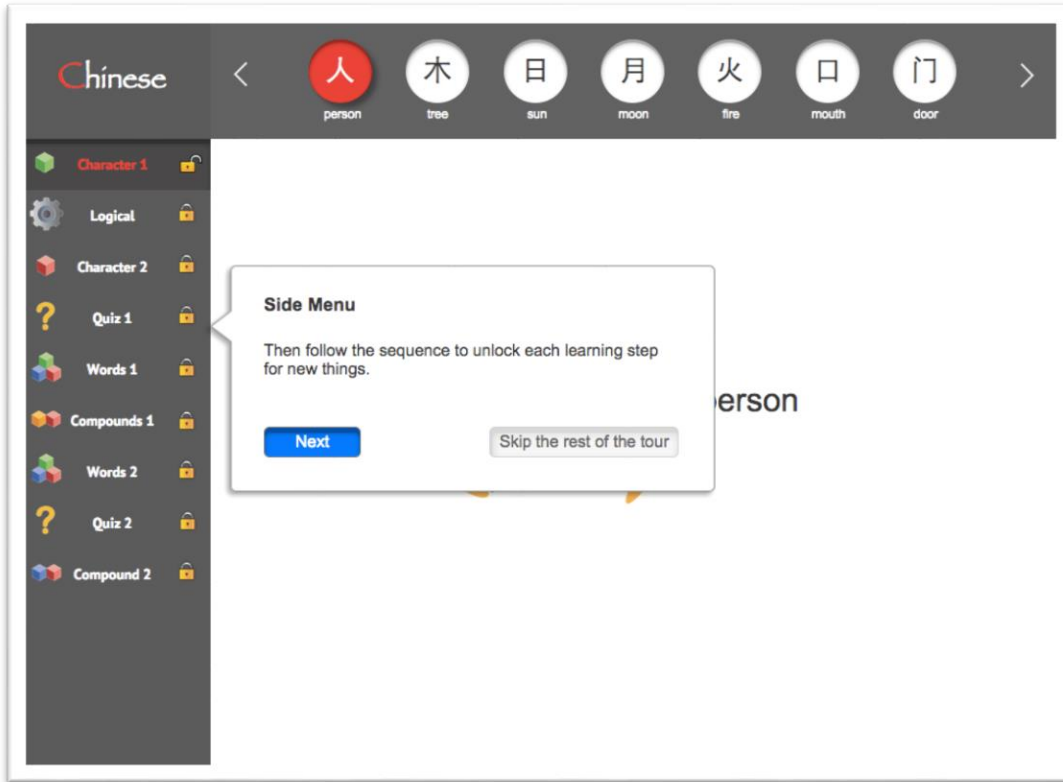 Chinese
人 木 日 月 火 口 门
person tree sun moon fire mouth door
Character 1
Logical
Character 2
Quiz 1
Words 1
Compounds 1
Words 2
Quiz 2
Compound 2
Side Menu
Then follow the sequence to unlock each learning step
for new things.
Next Skip the rest of the tour
erson